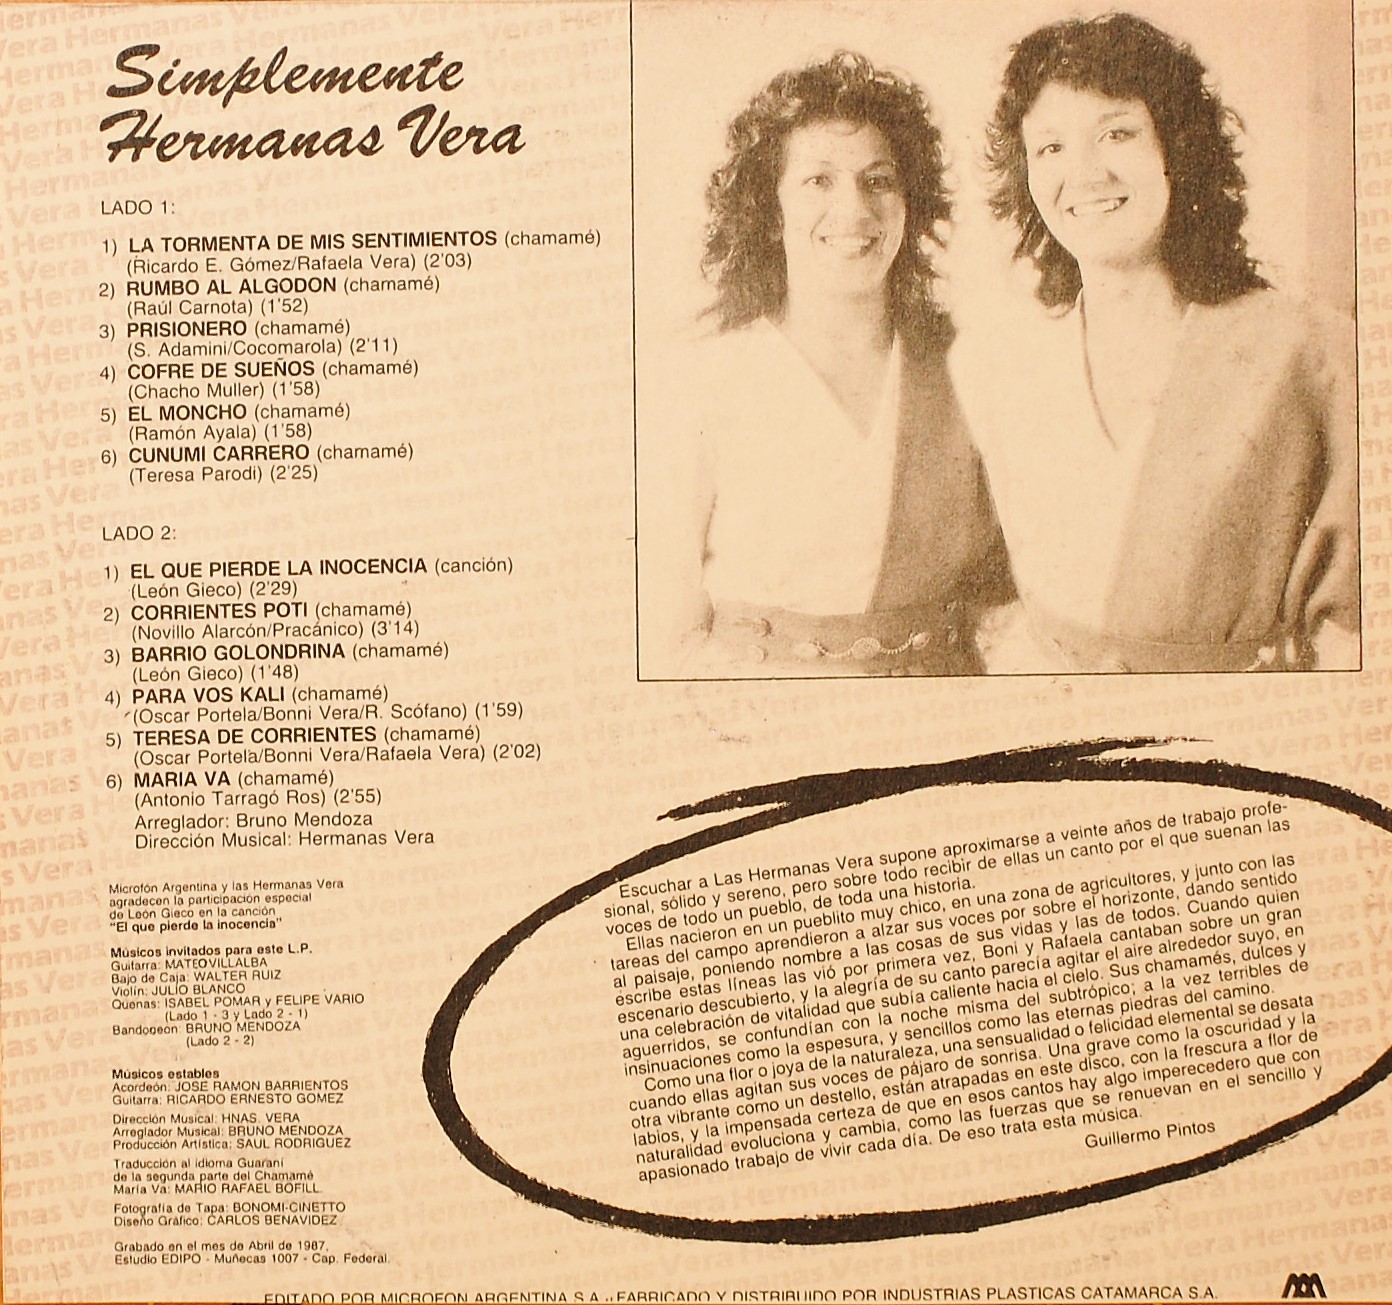 Simplemente
Hermanas Vera
LADO 1:
1) LA TORMENTA DE MIS SENTIMIENTOS (chamamé)
(Ricardo E. Gómez/Rafaela Vera) (2'03)
2) RUMBO AL ALGODON (chamamé)
(Raúl Carnota) (1'52)
3) PRISIONERO (chamamé)
(S. Adamini/Cocomarola) (2'11)
4) COFRE DE SUEÑOS (chamamé)
(Chacho Muller) (1'58)
5) EL MONCHO (chamamé)
(Ramón Ayala) (1'58)
6) CUNUMI CARRERO (chamamé)
(Teresa Parodi) (2'25)
LADO 2:
1) EL QUE PIERDE LA INOCENCIA (canción)
(León Gieco) (2'29)
2) CORRIENTES POTI (chamamé)
(Novillo Alarcón/Pracánico) (3'14)
3) BARRIO GOLONDRINA (chamamé)
(León Gieco) (1'48)
4) PARA VOS KALI (chamamé)
(Oscar Portela/Bonni Vera/R. Scófano) (1'59)
5) TERESA DE CORRIENTES (chamamé)
(Oscar Portela/Bonni Vera/Rafaela Vera) (2'02)
6) MARIA VA (chamamé)
(Antonio Tarragó Ros) (2'55)
Arreglador: Bruno Mendoza
Dirección Musical: Hermanas Vera
Microfón Argentina y las Hermanas Vera
agradecen la participación especial
de León Gieco en la canción
"El que pierde la inocencia"
Músicos invitados para este L.P.
Guitarra: MATEO VILLALBA
Bajo de Caja: WALTER RUIZ
Violín: JULIO BLANCO
Quenas: ISABEL POMAR y FELIPE VARIO
(Lado 1 - 3 y Lado 2 - 1)
Bandoneón: BRUNO MENDOZA
(Lado 2 - 2)
Músicos estables
Acordeón: JOSE RAMON BARRIENTOS
Guitarra: RICARDO ERNESTO GOMEZ
Dirección Musical: HNAS. VERA
Arreglador Musical: BRUNO MENDOZA
Producción Artística: SAUL RODRIGUEZ
Traducción al idioma Guaraní
de la segunda parte del Chamamé
María Va: MARIO RAFAEL BOFILL
Fotografía de Tapa: BONOMI-CINETTO
Diseño Gráfico: CARLOS BENAVIDEZ
Grabado en el mes de Abril de 1987,
Estudio EDIPO - Muñecas 1007 - Cap. Federal.
Escuchar a Las Hermanas Vera supone aproximarse a veinte años de trabajo profe-
sional, sólido y sereno, pero sobre todo recibir de ellas un canto por el que suenan las
voces de todo un pueblo, de toda una historia.
Ellas nacieron en un pueblito muy chico, en una zona de agricultores, y junto con las
tareas del campo aprendieron a alzar sus voces por sobre el horizonte, dando sentido
al paisaje, poniendo nombre a las cosas de sus vidas y las de todos. Cuando quien
escribe estas líneas las vió por primera vez, Boni y Rafaela cantaban sobre un gran
escenario descubierto, y la alegría de su canto parecía agitar el aire alrededor suyo, en
una celebración de vitalidad que subía caliente hacia el cielo. Sus chamamés, dulces y
aguerridos, se confundían con la noche misma del subtrópico; a la vez terribles de
insinuaciones como la espesura, y sencillos como las eternas piedras del camino.
Como una flor o joya de la naturaleza, una sensualidad o felicidad elemental se desata
cuando ellas agitan sus voces de pájaro de sonrisa. Una grave como la oscuridad y la
otra vibrante como un destello, están atrapadas en este disco, con la frescura a flor de
labios, y la impensada certeza de que en esos cantos hay algo imperecedero que con
naturalidad evoluciona y cambia, como las fuerzas que se renuevan en el sencillo y
apasionado trabajo de vivir cada día. De eso trata esta música.
Guillermo Pintos
EDITADO POR MICROFON ARGENTINA S.A., FABRICADO Y DISTRIBUIDO POR INDUSTRIAS PLASTICAS CATAMARCA S.A.